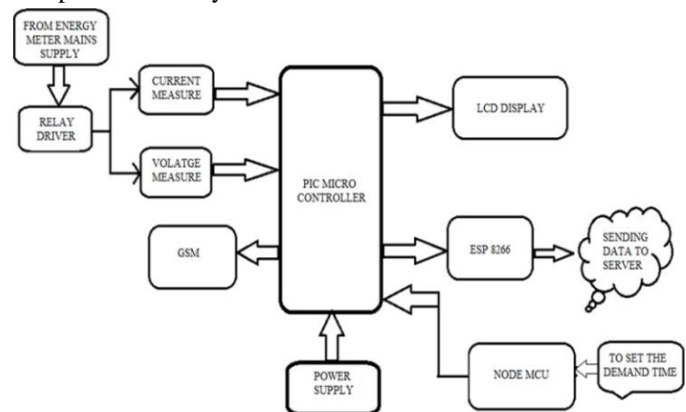 FROM ENERGY
METER MAINS
SUPPLY
RELAY
DRIVER
CURRENT
MEASURE
VOLATGE
MEASURE
GSM
PIC MICRO
CONTROLLER
POWER
SUPPLY
LCD DISPLAY
ESP 8266
SENDING
DATA TO
SERVER
NODE MCU
TO SET THE
DEMAND TIME